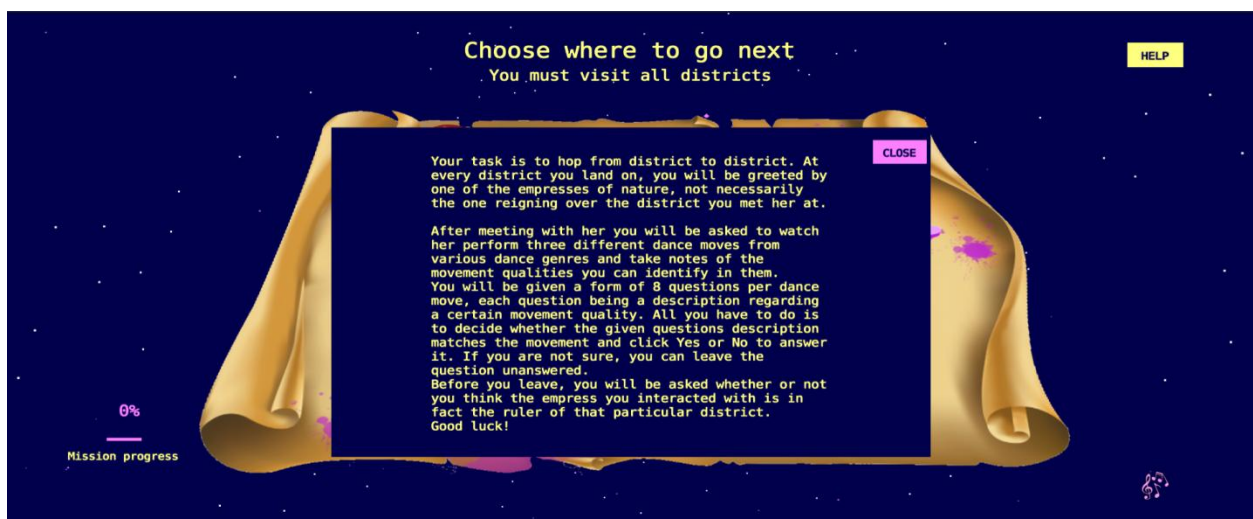 Choose where to go next
You must visit all districts
HELP
CLOSE
Your task is to hop from district to district. At
every district you land on, you will be greeted by
one of the empresses of nature, not necessarily
the one reigning over the district you met her at.
After meeting with her you will be asked to watch
her perform three different dance moves from
various dance genres and take notes of the
movement qualities you can identify in them.
You will be given a form of 8 questions per dance
move, each question being a description regarding
a certain movement quality. All you have to do is
to decide whether the given questions description
matches the movement and click Yes or No to answer
it. If you are not sure, you can leave the
question unanswered.
Before you leave, you will be asked whether or not
you think the empress you interacted with is in
fact the ruler of that particular district.
Good luck!
0%
Mission progress